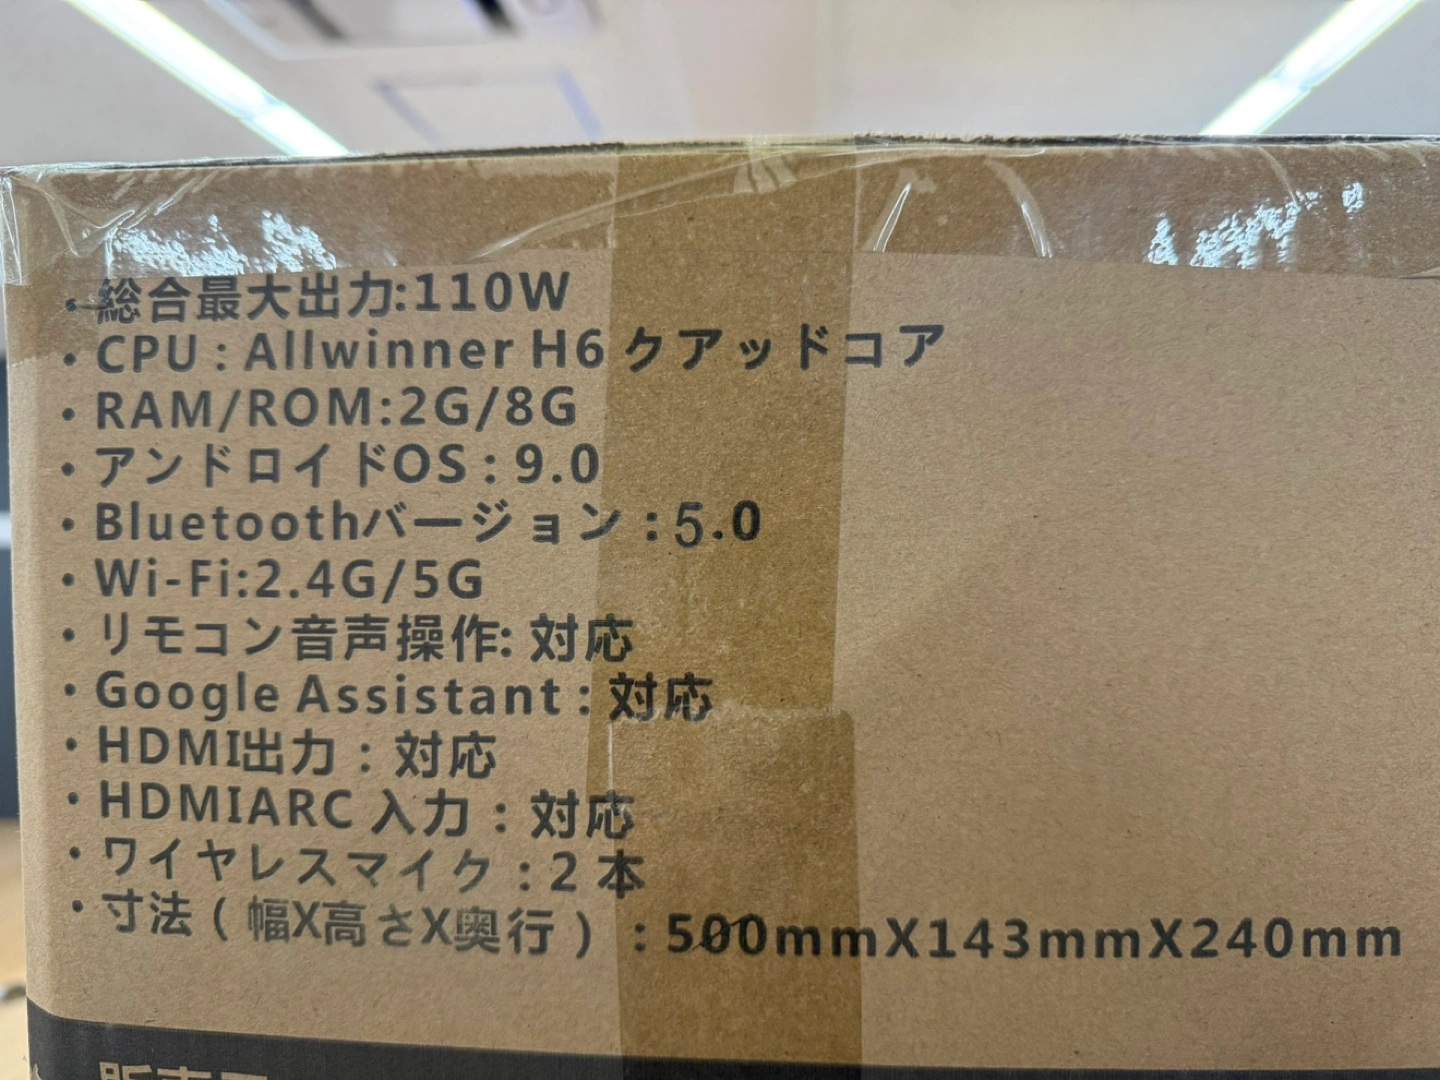 ・総合最大出力:110W
・CPU：Allwinner H6 クアッドコア
・RAM/ROM:2G/8G
・アンドロイドOS：9.0
・Bluetoothバージョン：5.0
・Wi-Fi:2.4G/5G
・リモコン音声操作: 対応
・Google Assistant：対応
・HDMI出力：対応
・HDMIARC 入力：対応
・ワイヤレスマイク：2 本
・寸法（幅X高さX奥行）：500mmX143mmX240mm